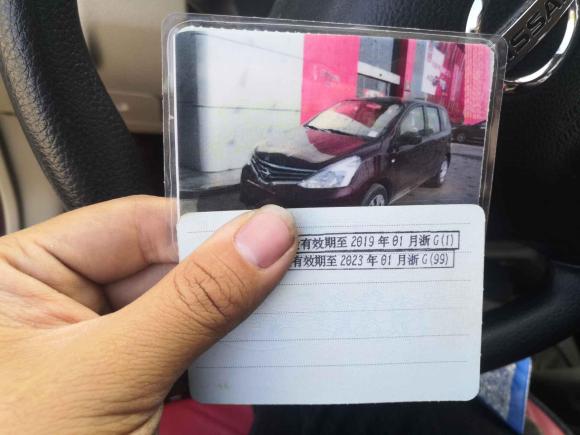 SSAN
有效期至 2019 年 01 月浙 G(1)
有效期至 2023 年 01 月浙 G(99)